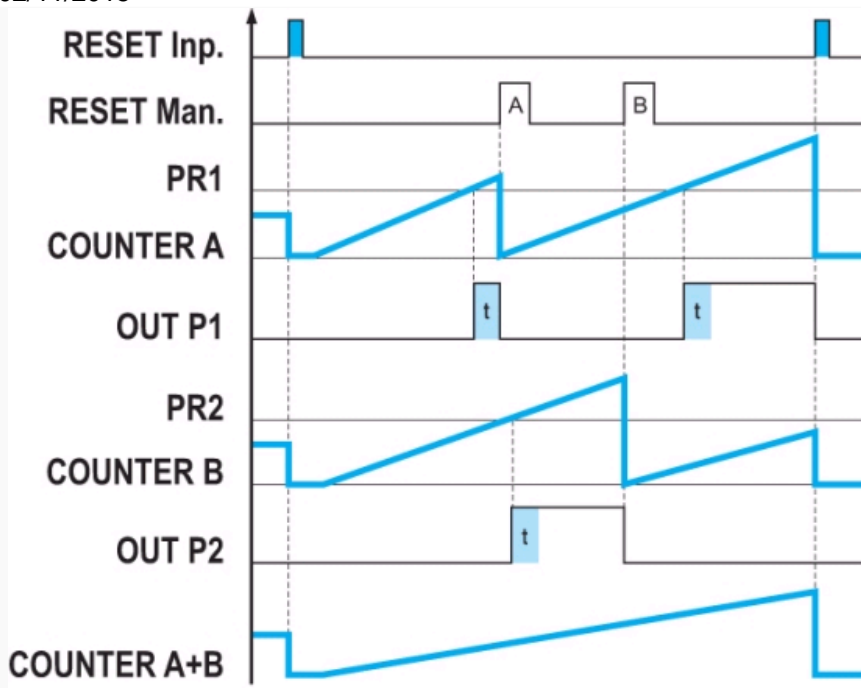 RESET Inp.
RESET Man.
A
B
PR1
COUNTER A
t
t
OUT P1
PR2
COUNTER B
t
OUT P2
COUNTER A+B